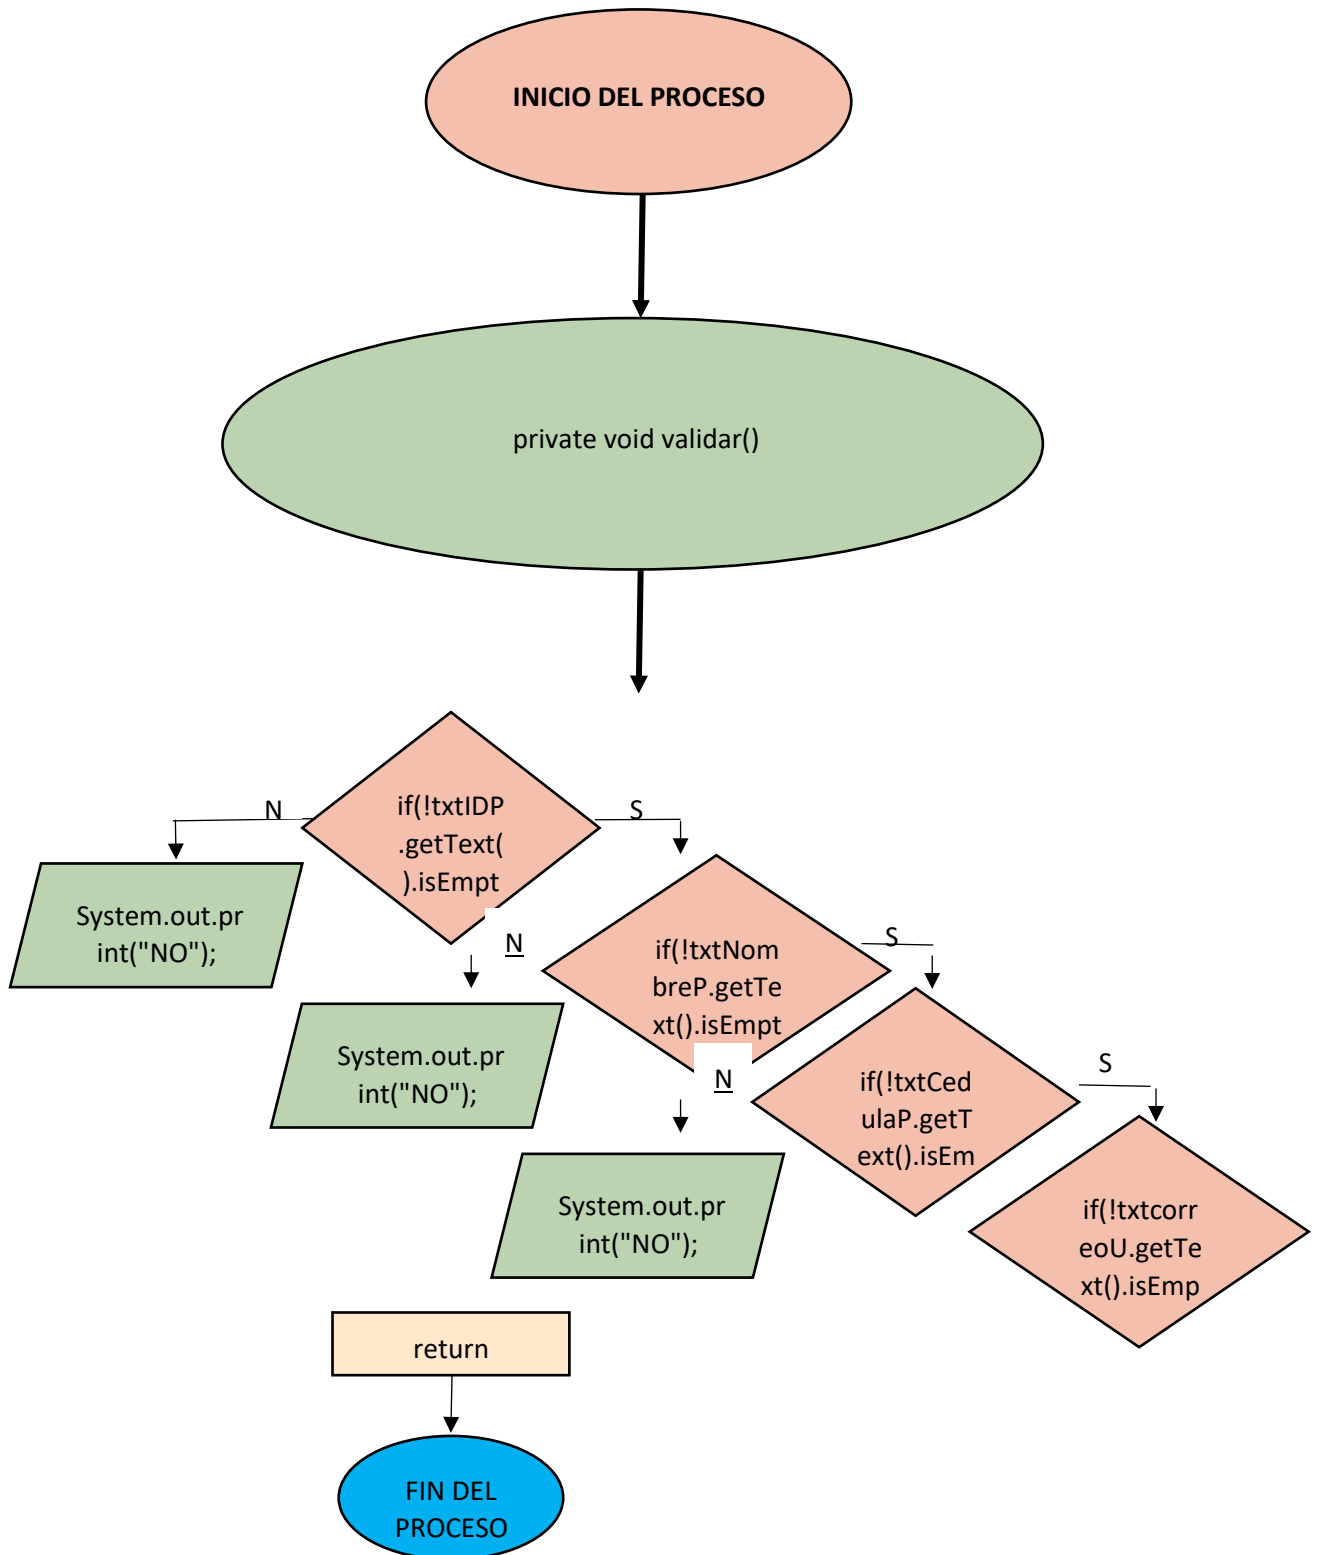 INICIO DEL PROCESO
private void validar()
N
if(!txtIDP
.getText(
).isEmpt
S
System.out.pr
int("NO");
N
if(!txtNom
breP.getTe
xt().isEmpt
S
System.out.pr
int("NO");
N
if(!txtCed
ulaP.getT
ext().isEm
S
System.out.pr
int("NO");
if(!txtcorr
eoU.getTe
xt().isEmp
return
FIN DEL
PROCESO